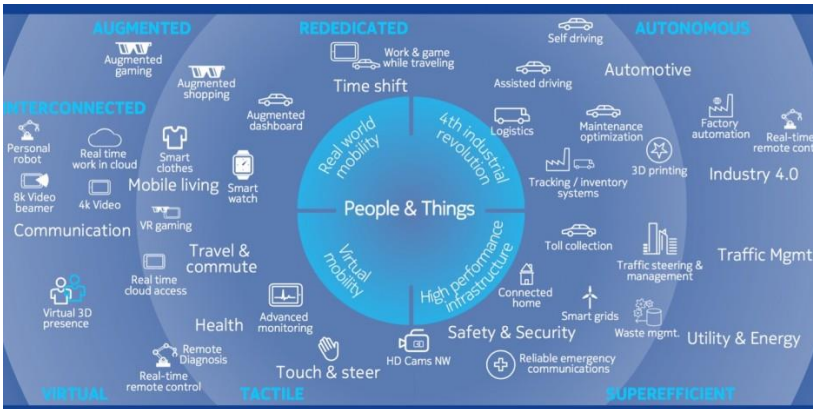 AUGMENTED
REDEDICATED
AUTONOMOUS
INTERCONNECTED
Augmented
gaming
Augmented
shopping
Work & game
while traveling
Time shift
Augmented
dashboard
Self driving
Assisted driving
Automotive
Logistics
Maintenance
optimization
Factory
automation
Real-time
remote cont
Personal
robot
Real time
work in cloud
Smart
clothes
Mobile living
Smart
watch
Real world
mobility
4th industrial
revolution
3D printing
Industry 4.0
Tracking / inventory
systems
8k Video
beamer
4k Video
Communication
VR gaming
People & Things
Travel &
commute
Toll collection
Traffic steering &
management
Traffic Mgmt
Real time
cloud access
Virtual
mobility
High performance
infrastructure
Connected
home
Virtual 3D
presence
Health
Advanced
monitoring
Smart grids
Waste mgmt.
Utility & Energy
Safety & Security
Remote
Diagnosis
Real-time
remote control
Touch & steer
HD Cams NW
Reliable emergency
communications
VIRTUAL
TACTILE
SUPEREFFICIENT